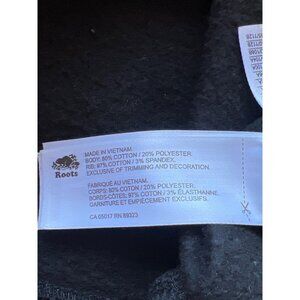 Roots
MADE IN VIETNAM.
BODY: 80% COTTON / 20% POLYESTER.
RIB: 97% COTTON / 3% SPANDEX.
EXCLUSIVE OF TRIMMING AND DECORATION.
FABRIQUÉ AU VIETNAM.
CORPS: 80% COTON / 20% POLYESTER.
BORDS-CÔTES: 97% COTON / 3% ÉLASTHANNE.
GARNITURE ET EMPIÈCEMENT EXCLUSIFS.
CA 05017 RN 89323